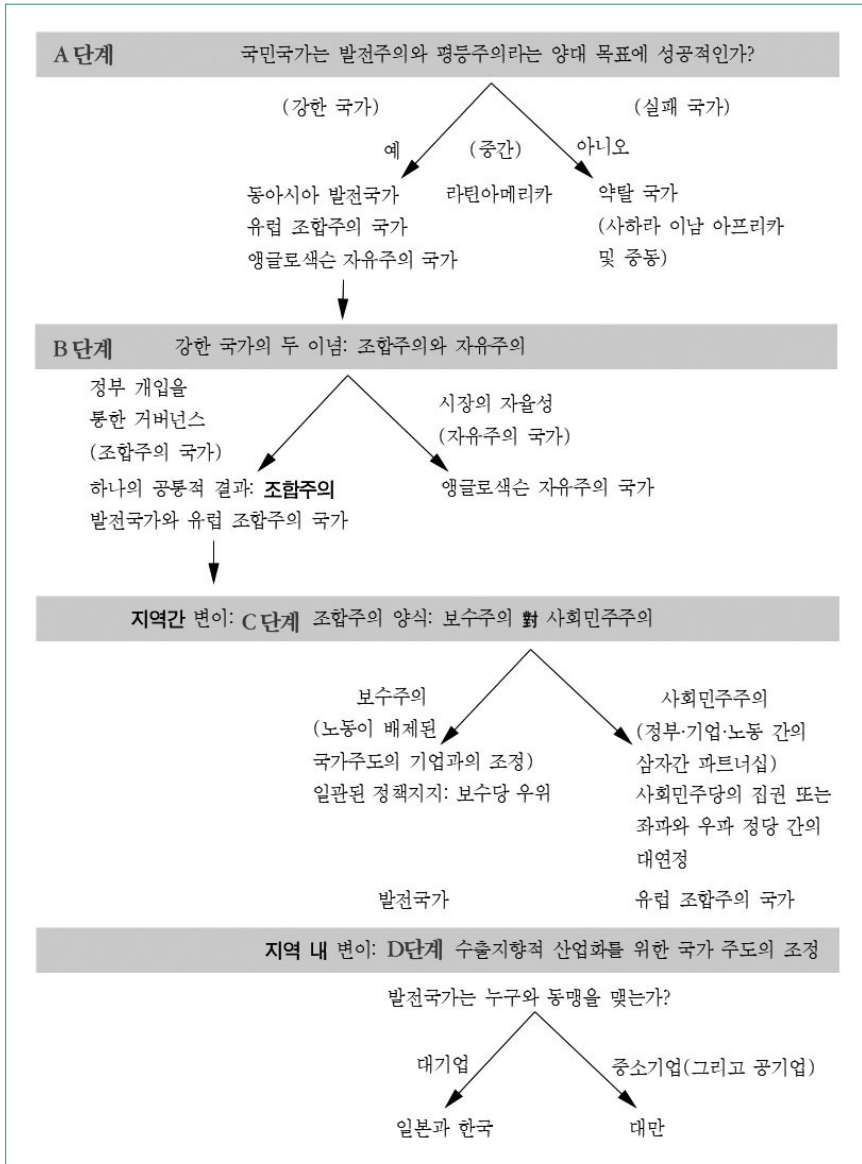 A단계 국민국가는 발전주의와 평등주의라는 양대 목표에 성공적인가?
(강한 국가) (실패 국가)
예 (중간) 아니오
동아시아 발전국가 라틴아메리카 약탈 국가
유럽 조합주의 국가 (사하라 이남 아프리카
앵글로색슨 자유주의 국가 및 중동)
B단계 강한 국가의 두 이념: 조합주의와 자유주의
정부 개입을
통한 거버넌스
(조합주의 국가)
시장의 자율성
(자유주의 국가)
하나의 공통적 결과: 조합주의
발전국가와 유럽 조합주의 국가
앵글로색슨 자유주의 국가
지역간 변이: C단계 조합주의 양식: 보수주의 對 사회민주주의
보수주의
(노동이 배제된
국가주도의 기업과의 조정)
일관된 정책지지: 보수당 우위
사회민주주의
(정부·기업·노동 간의
삼자간 파트너십)
사회민주당의 집권 또는
좌파와 우파 정당 간의
대연정
발전국가 유럽 조합주의 국가
지역 내 변이: D단계 수출지향적 산업화를 위한 국가 주도의 조정
발전국가는 누구와 동맹을 맺는가?
대기업 중소기업(그리고 공기업)
일본과 한국 대만